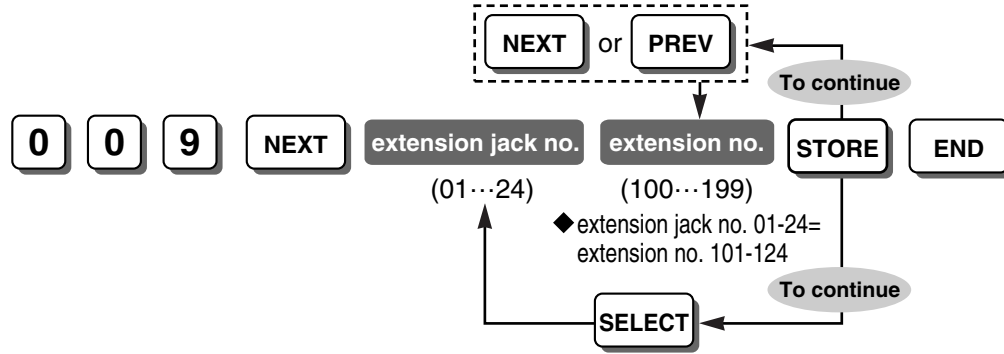 NEXT or PREV
To continue
0 0 9 NEXT extension jack no. extension no. STORE END
(01···24) (100···199)
◆extension jack no. 01-24=
extension no. 101-124
To continue
SELECT